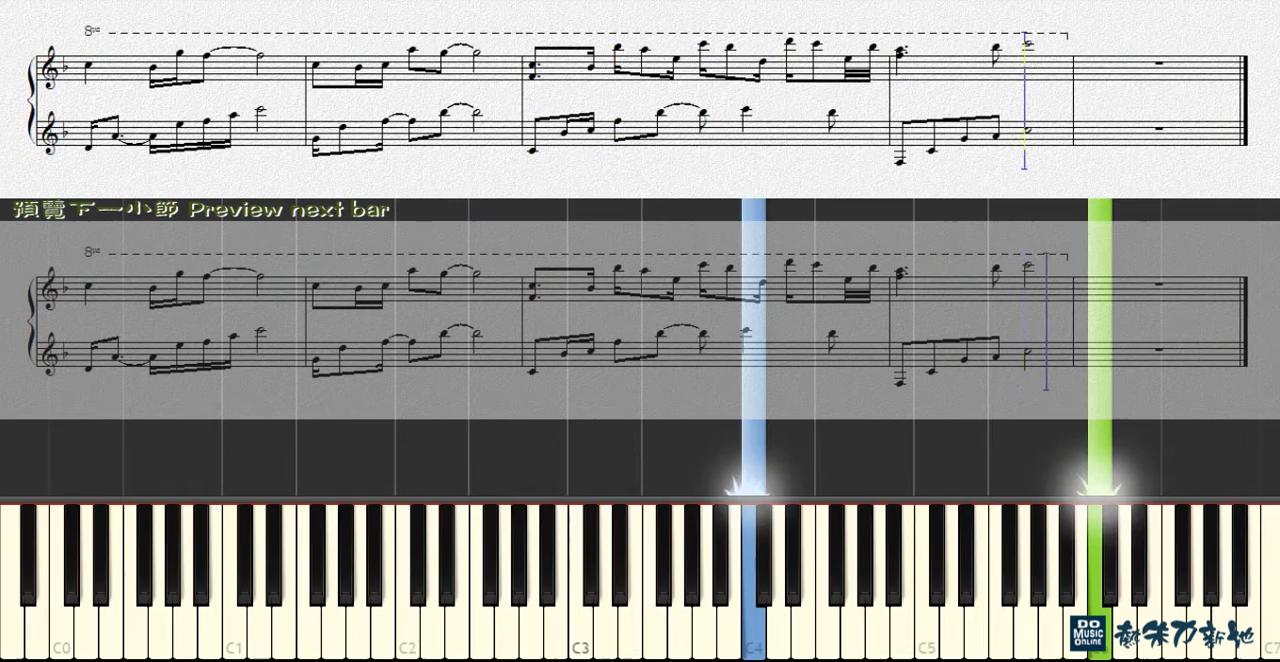 8va
預覽下一小節 Preview next bar
8va
C0 C1 C2 C3 C4 C5 C7
DO
MUSIC
ONLINE